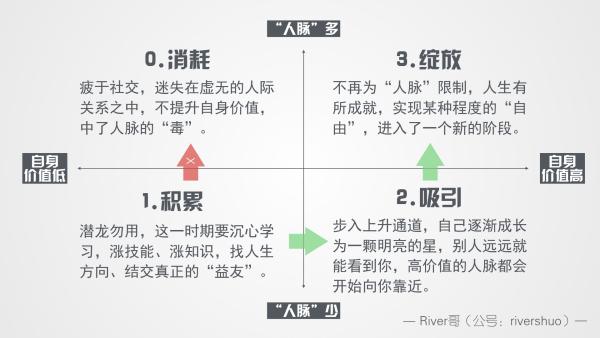 “人脉”多
0.消耗
疲于社交，迷失在虚无的人际
关系之中，不提升自身价值，
中了人脉的“毒”。
3.绽放
不再为“人脉”限制，人生有
所成就，实现某种程度的“自
由”，进入了一个新的阶段。
自身
价值低
X
自身
价值高
1.积累
潜龙勿用，这一时期要沉心学
习，涨技能、涨知识，找人生
方向、结交真正的“益友”。
2.吸引
步入上升通道，自己逐渐成长
为一颗明亮的星，别人远远就
能看到你，高价值的人脉都会
开始向你靠近。
“人脉”少
— River哥（公号：rivershuo）—